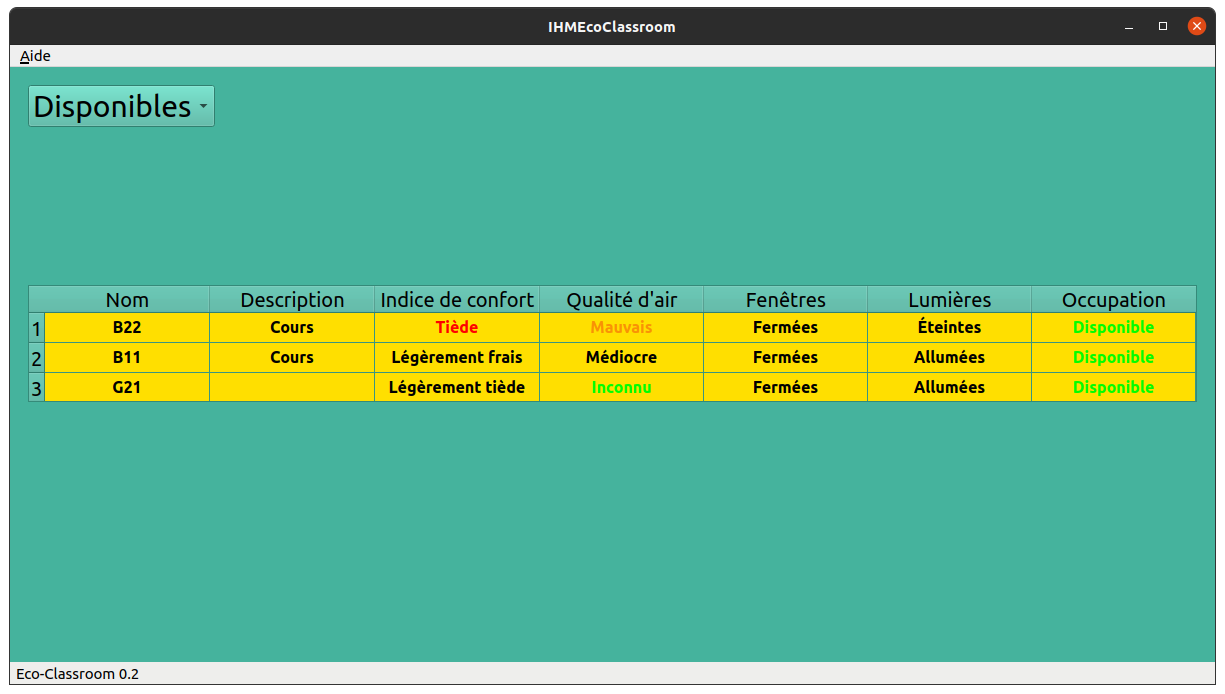 IHMEcoClassroom
Aide
Disponibles
Nom Description Indice de confort Qualité d'air Fenêtres Lumières Occupation
1 B22 Cours Tiède Mauvais Fermées Éteintes Disponible
2 B11 Cours Légèrement frais Médiocre Fermées Allumées Disponible
3 G21 Légèrement tiède Inconnu Fermées Allumées Disponible
Eco-Classroom 0.2